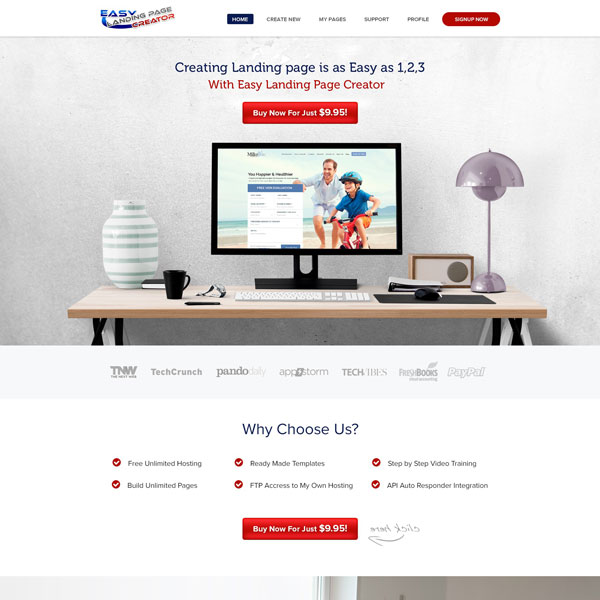 EASY
LANDING PAGE
CREATOR
HOME CREATE NEW MY PAGES SUPPORT PROFILE SIGNUP NOW
Creating Landing page is as Easy as 1,2,3
With Easy Landing Page Creator
Buy Now For Just $9.95!
You Happier & Healthier
FREE SPIN EVALUATION
TNW
THE NEXT WEB
TechCrunch
pandodaily
appstorm
TECHVIBES
FRESHBOOKS
cloud accounting
PayPal
Why Choose Us?
Free Unlimited Hosting Ready Made Templates Step by Step Video Training
Build Unlimited Pages FTP Accress to My Own Hosting API Auto Responder Integration
Buy Now For Just $9.95! click here